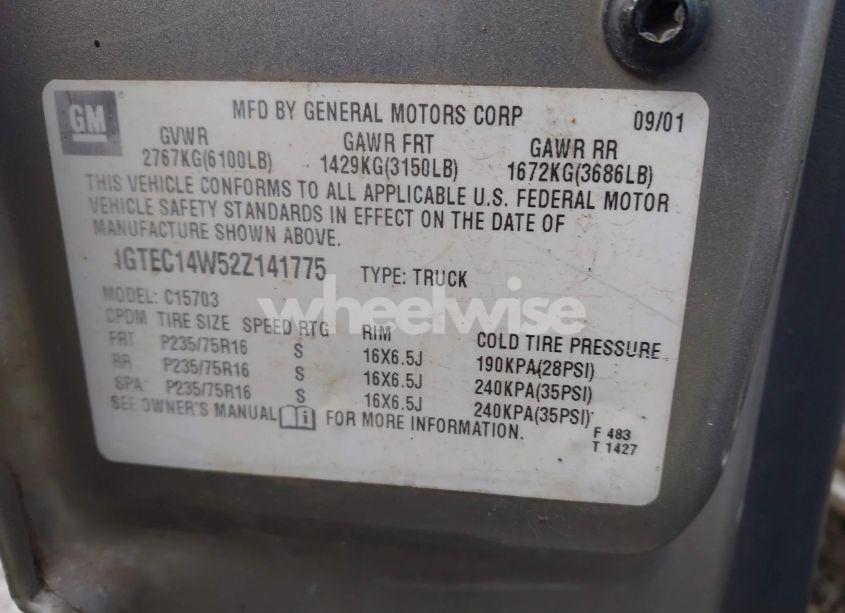 GM
MFD BY GENERAL MOTORS CORP 09/01
GVWR GAWR FRT GAWR RR
2767KG(6100LB) 1429KG(3150LB) 1672KG(3686LB)
THIS VEHICLE CONFORMS TO ALL APPLICABLE U.S. FEDERAL MOTOR
VEHICLE SAFETY STANDARDS IN EFFECT ON THE DATE OF
MANUFACTURE SHOWN ABOVE.
1GTEC14W52Z141775 TYPE: TRUCK
MODEL: C15703
wheelwise
CPDM TIRE SIZE SPEED RTG RIM COLD TIRE PRESSURE
FRT P235/75R16 S 16X6.5J 190KPA(28PSI)
RR P235/75R16 S 16X6.5J 240KPA(35PSI)
SPA P235/75R16 S 16X6.5J 240KPA(35PSI)
SEE OWNER'S MANUAL i FOR MORE INFORMATION.
F 483
T 1427